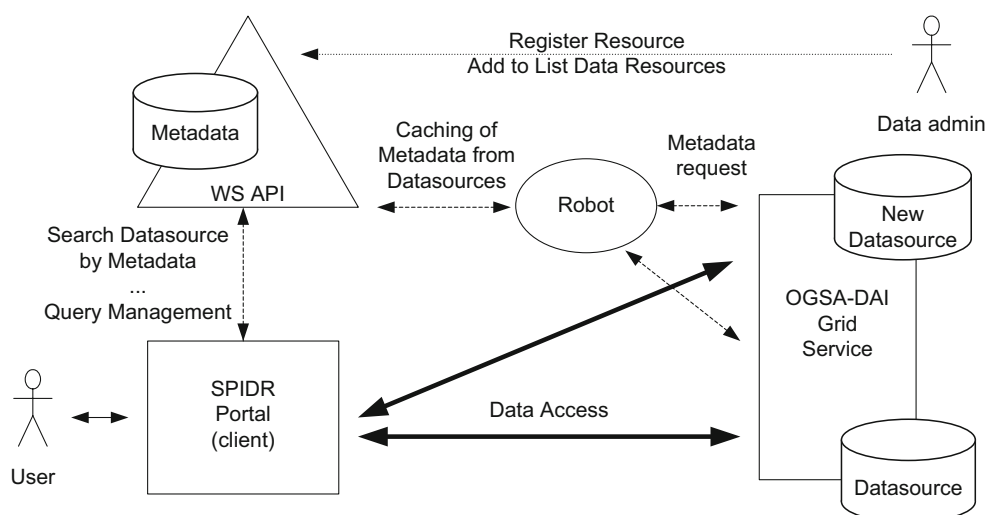 Register Resource
Add to List Data Resources
Data admin
Metadata
WS API
Caching of
Metadata from
Datasources
Robot
Metadata
request
New
Datasource
OGSA-DAI
Grid
Service
Datasource
Search Datasource
by Metadata
...
Query Management
SPIDR
Portal
(client)
Data Access
User